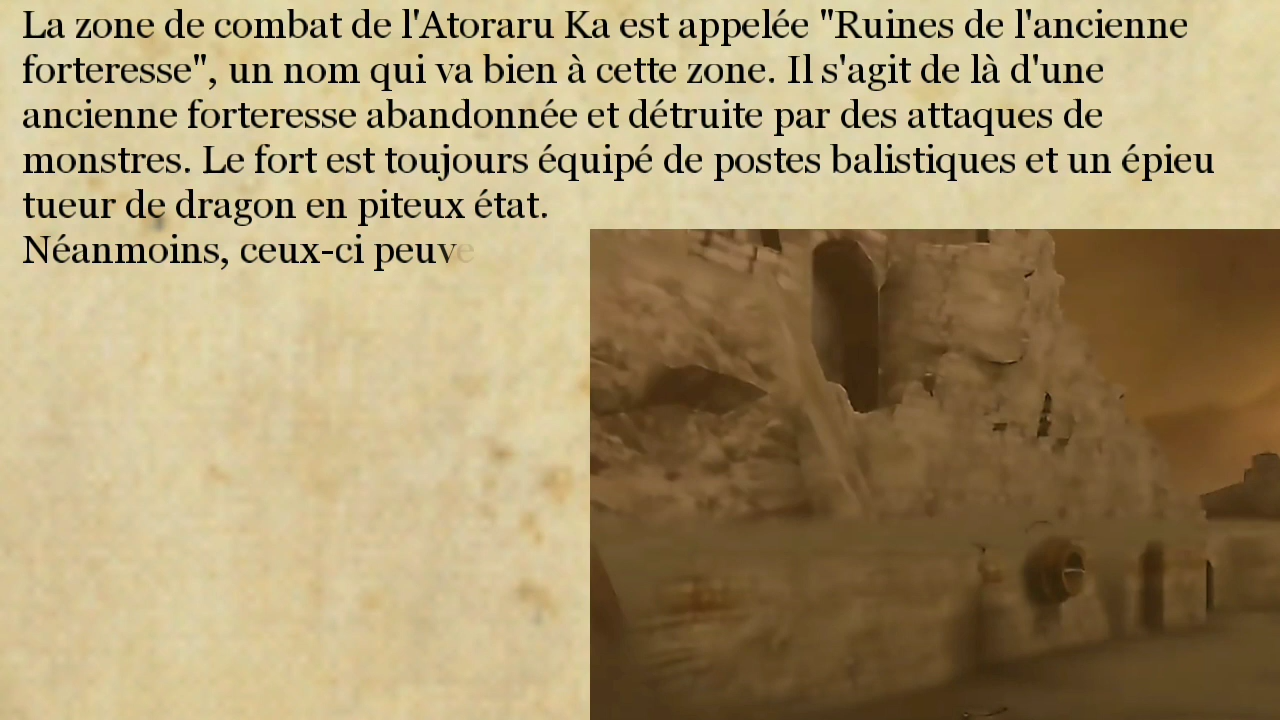 La zone de combat de l'Atoraru Ka est appelée "Ruines de l'ancienne
forteresse", un nom qui va bien à cette zone. Il s'agit de là d'une
ancienne forteresse abandonnée et détruite par des attaques de
monstres. Le fort est toujours équipé de postes balistiques et un épieu
tueur de dragon en piteux état.
Néanmoins, ceux-ci peuve